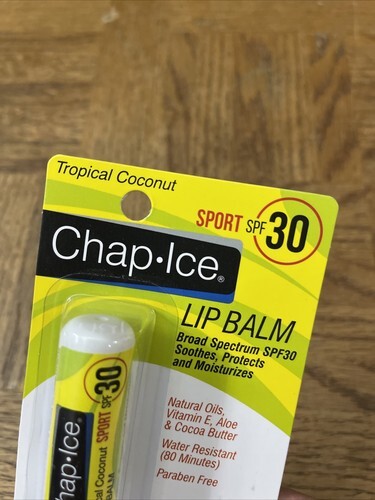 Tropical Coconut
SPORT SPF 30
Chap·Ice®
LIP BALM
Broad Spectrum SPF30
Soothes, Protects
and Moisturizes
Natural Oils,
Vitamin E, Aloe
& Cocoa Butter
Water Resistant
(80 Minutes)
Paraben Free
Chap·Ice
Tropical Coconut SPORT SPF 30
BALM